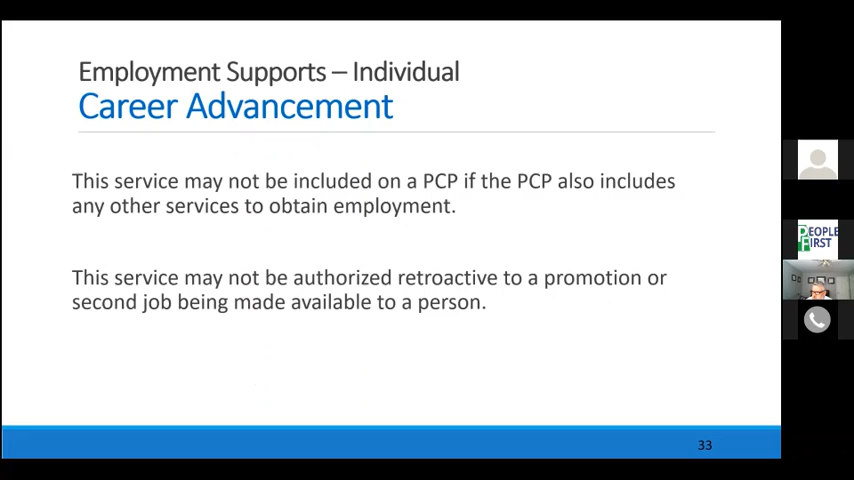 Employment Supports – Individual
Career Advancement
This service may not be included on a PCP if the PCP also includes
any other services to obtain employment.
This service may not be authorized retroactive to a promotion or
second job being made available to a person.
33
PEOPLE
FIRST